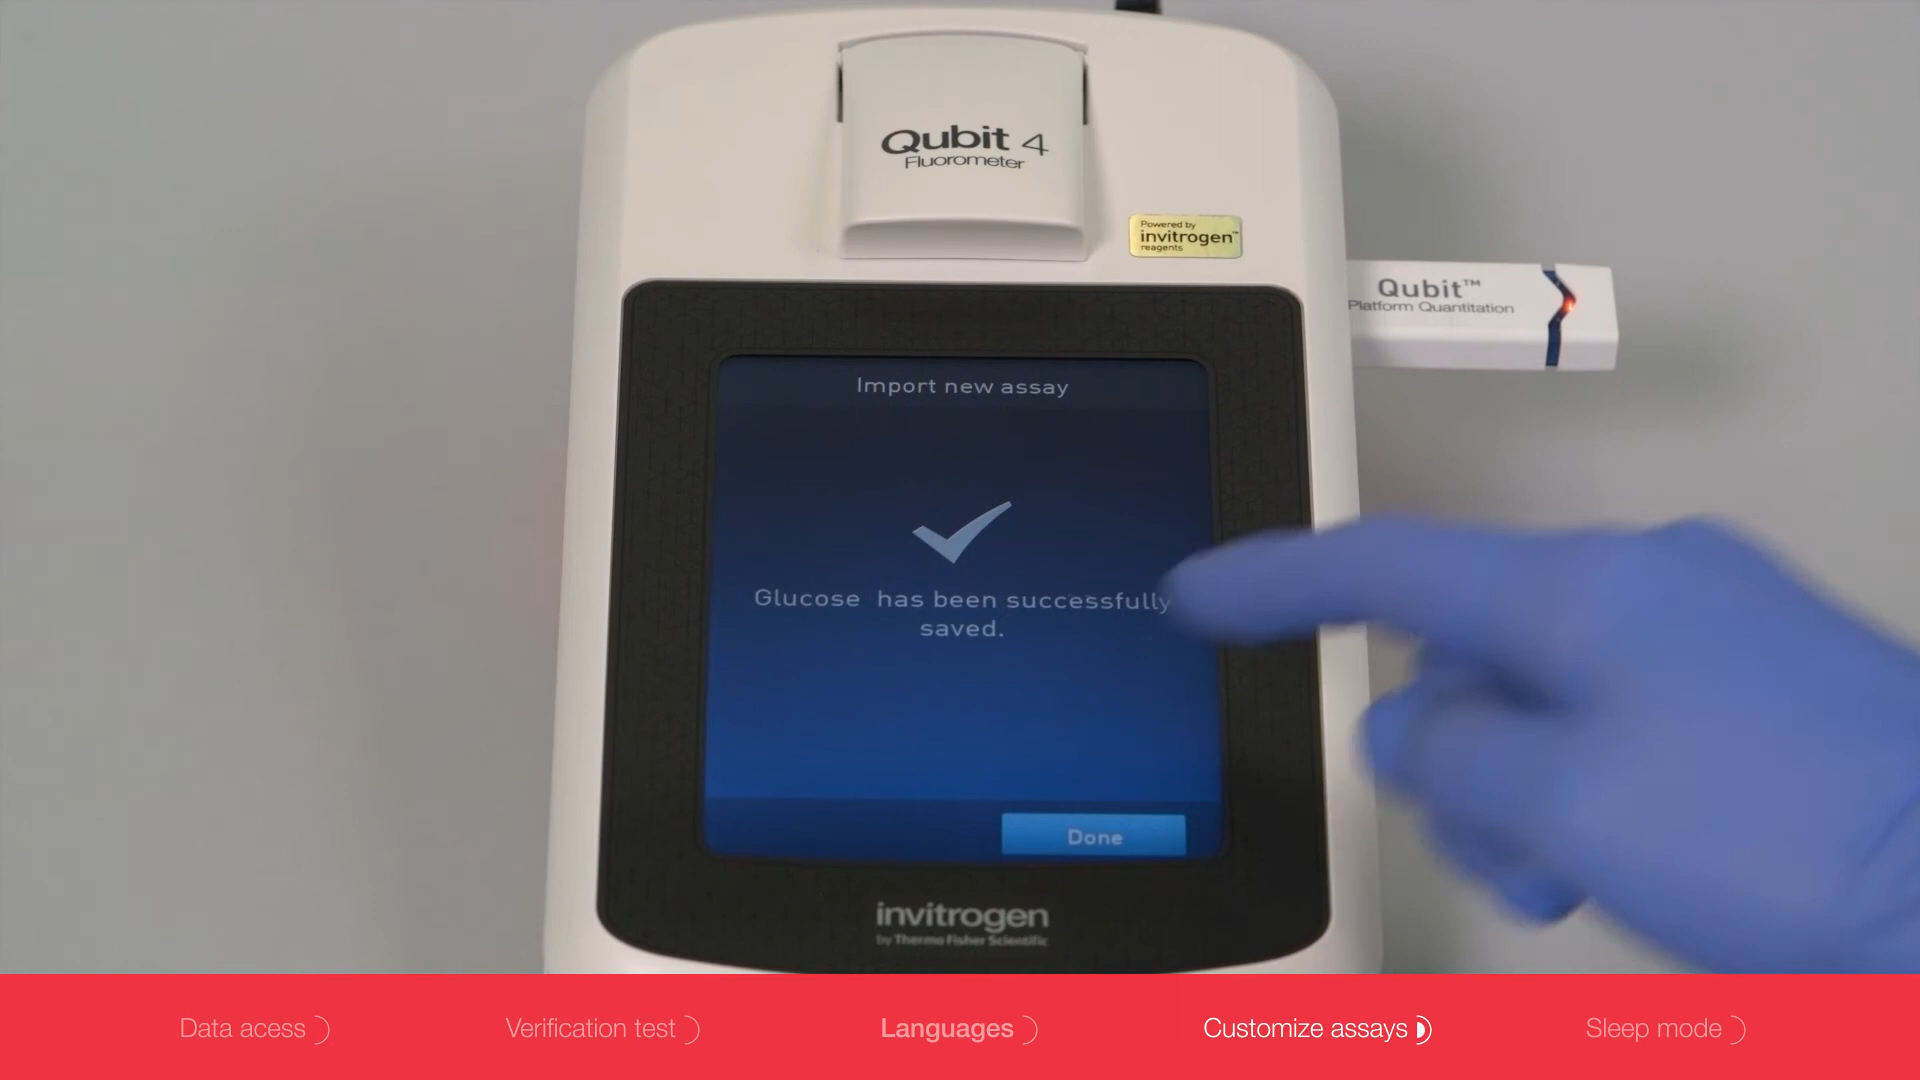 Qubit 4
Fluorometer
Powered by
invitrogen™
reagents
Qubit™
Platform Quantitation
Import new assay
Glucose has been successfully
saved.
Done
invitrogen
by Thermo Fisher Scientific
Data acess
Verification test
Languages
Customize assays
Sleep mode